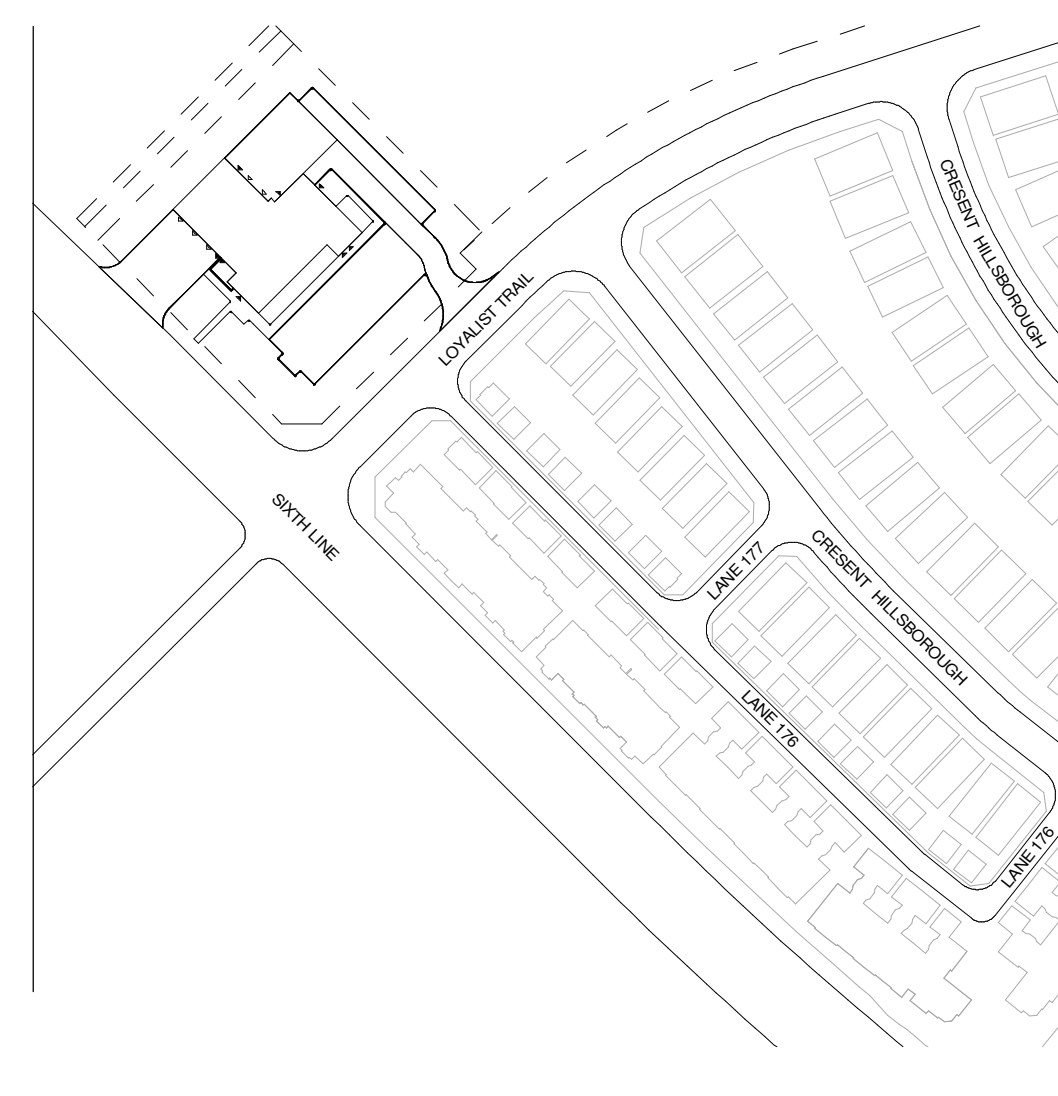 CRESENT HILLSBOROUGH
LOYALIST TRAIL
SIXTH LINE
LANE 177
CRESENT HILLSBOROUGH
LANE 176
LANE 176